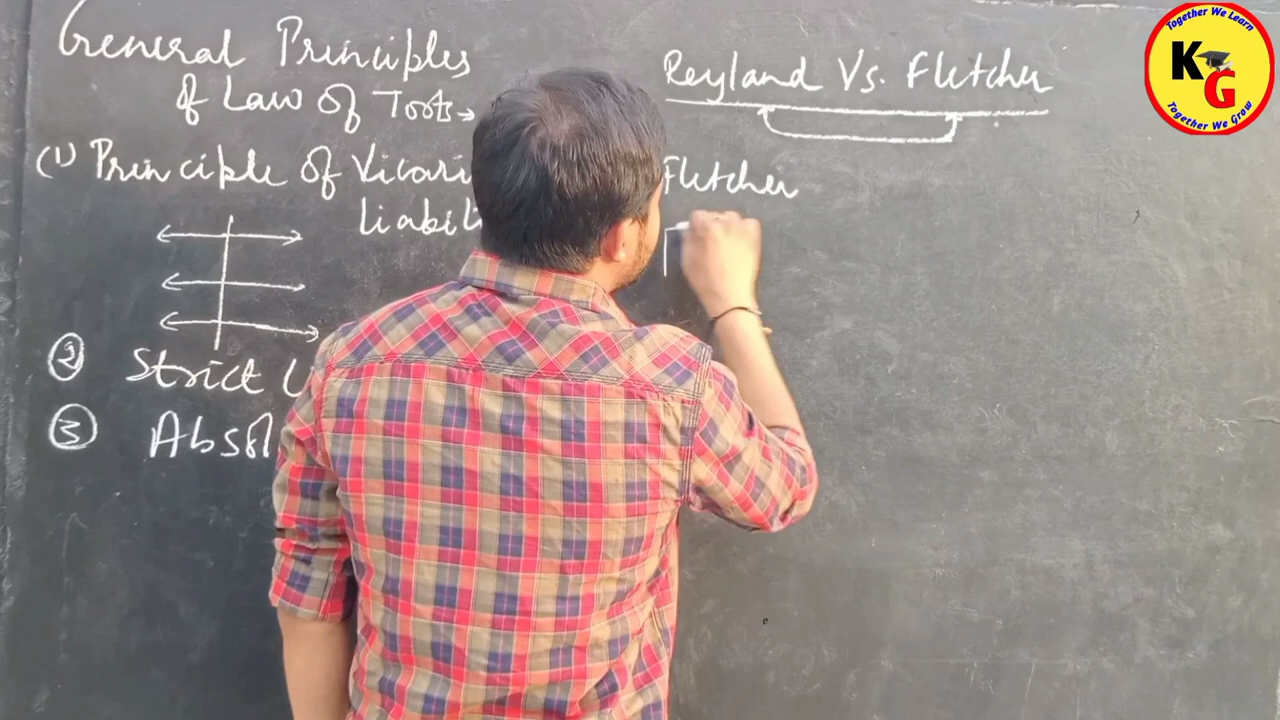 General Principles
of Law of Torts →
(1) Principle of Vicari
liabili
② Strict L
③ Absol
Reyland Vs. Fletcher
Fletcher
Together We Learn
KG
Together We Grow